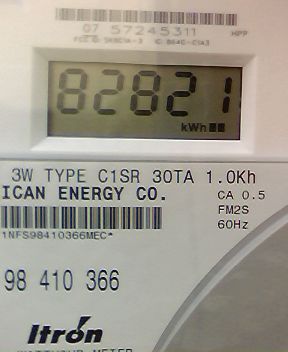 07 57245311 HPP
82821
kWh
3W TYPE C1SR 30TA 1.0Kh
ICAN ENERGY CO. CA 0.5
FM2S
60Hz
1NFS98410366MEC*
98 410 366
Itron